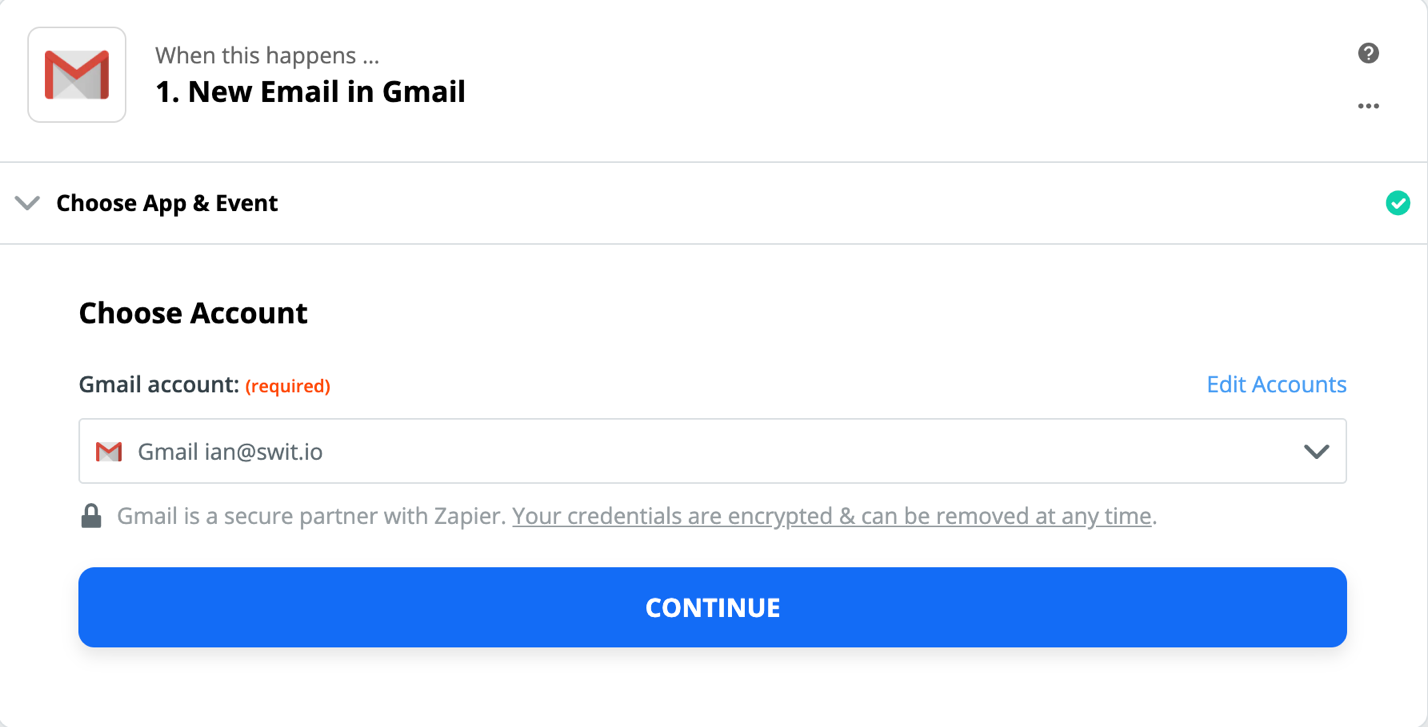 When this happens ...
1. New Email in Gmail
Choose App & Event
Choose Account
Gmail account: (required) Edit Accounts
Gmail ian@swit.io
Gmail is a secure partner with Zapier. Your credentials are encrypted & can be removed at any time.
CONTINUE